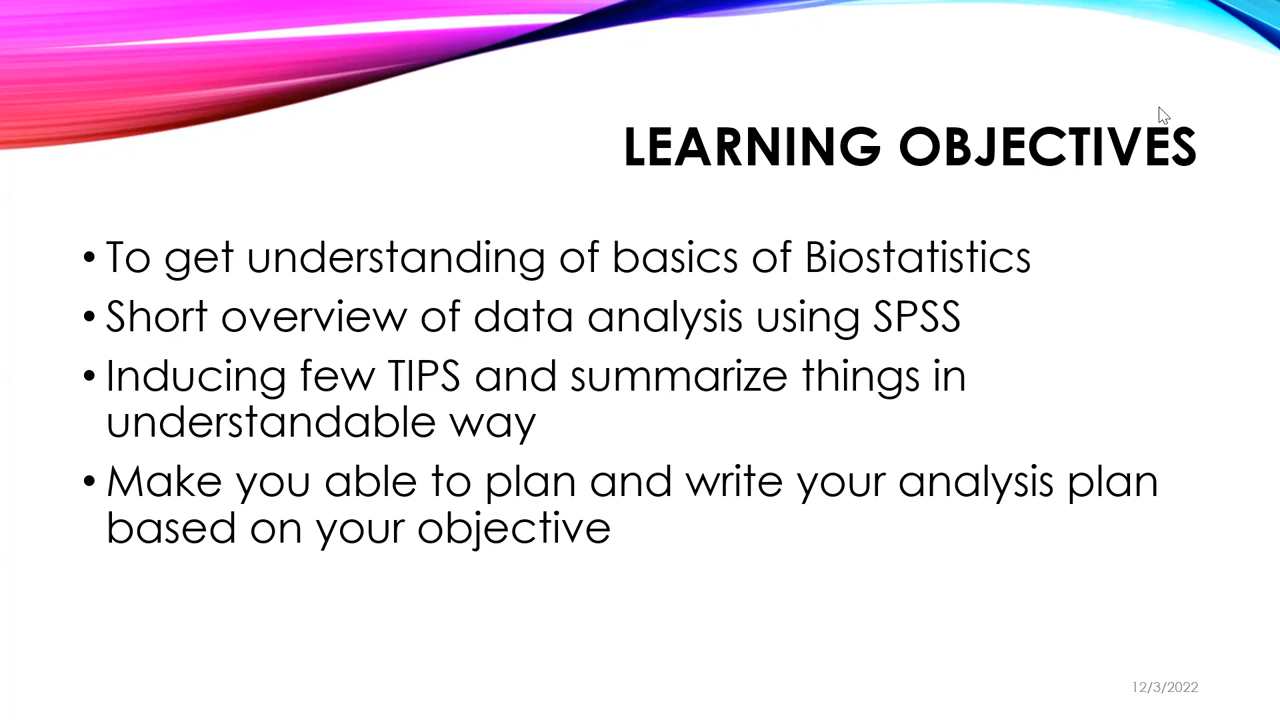 LEARNING OBJECTIVES
• To get understanding of basics of Biostatistics
• Short overview of data analysis using SPSS
• Inducing few TIPS and summarize things in
understandable way
• Make you able to plan and write your analysis plan
based on your objective
12/3/2022